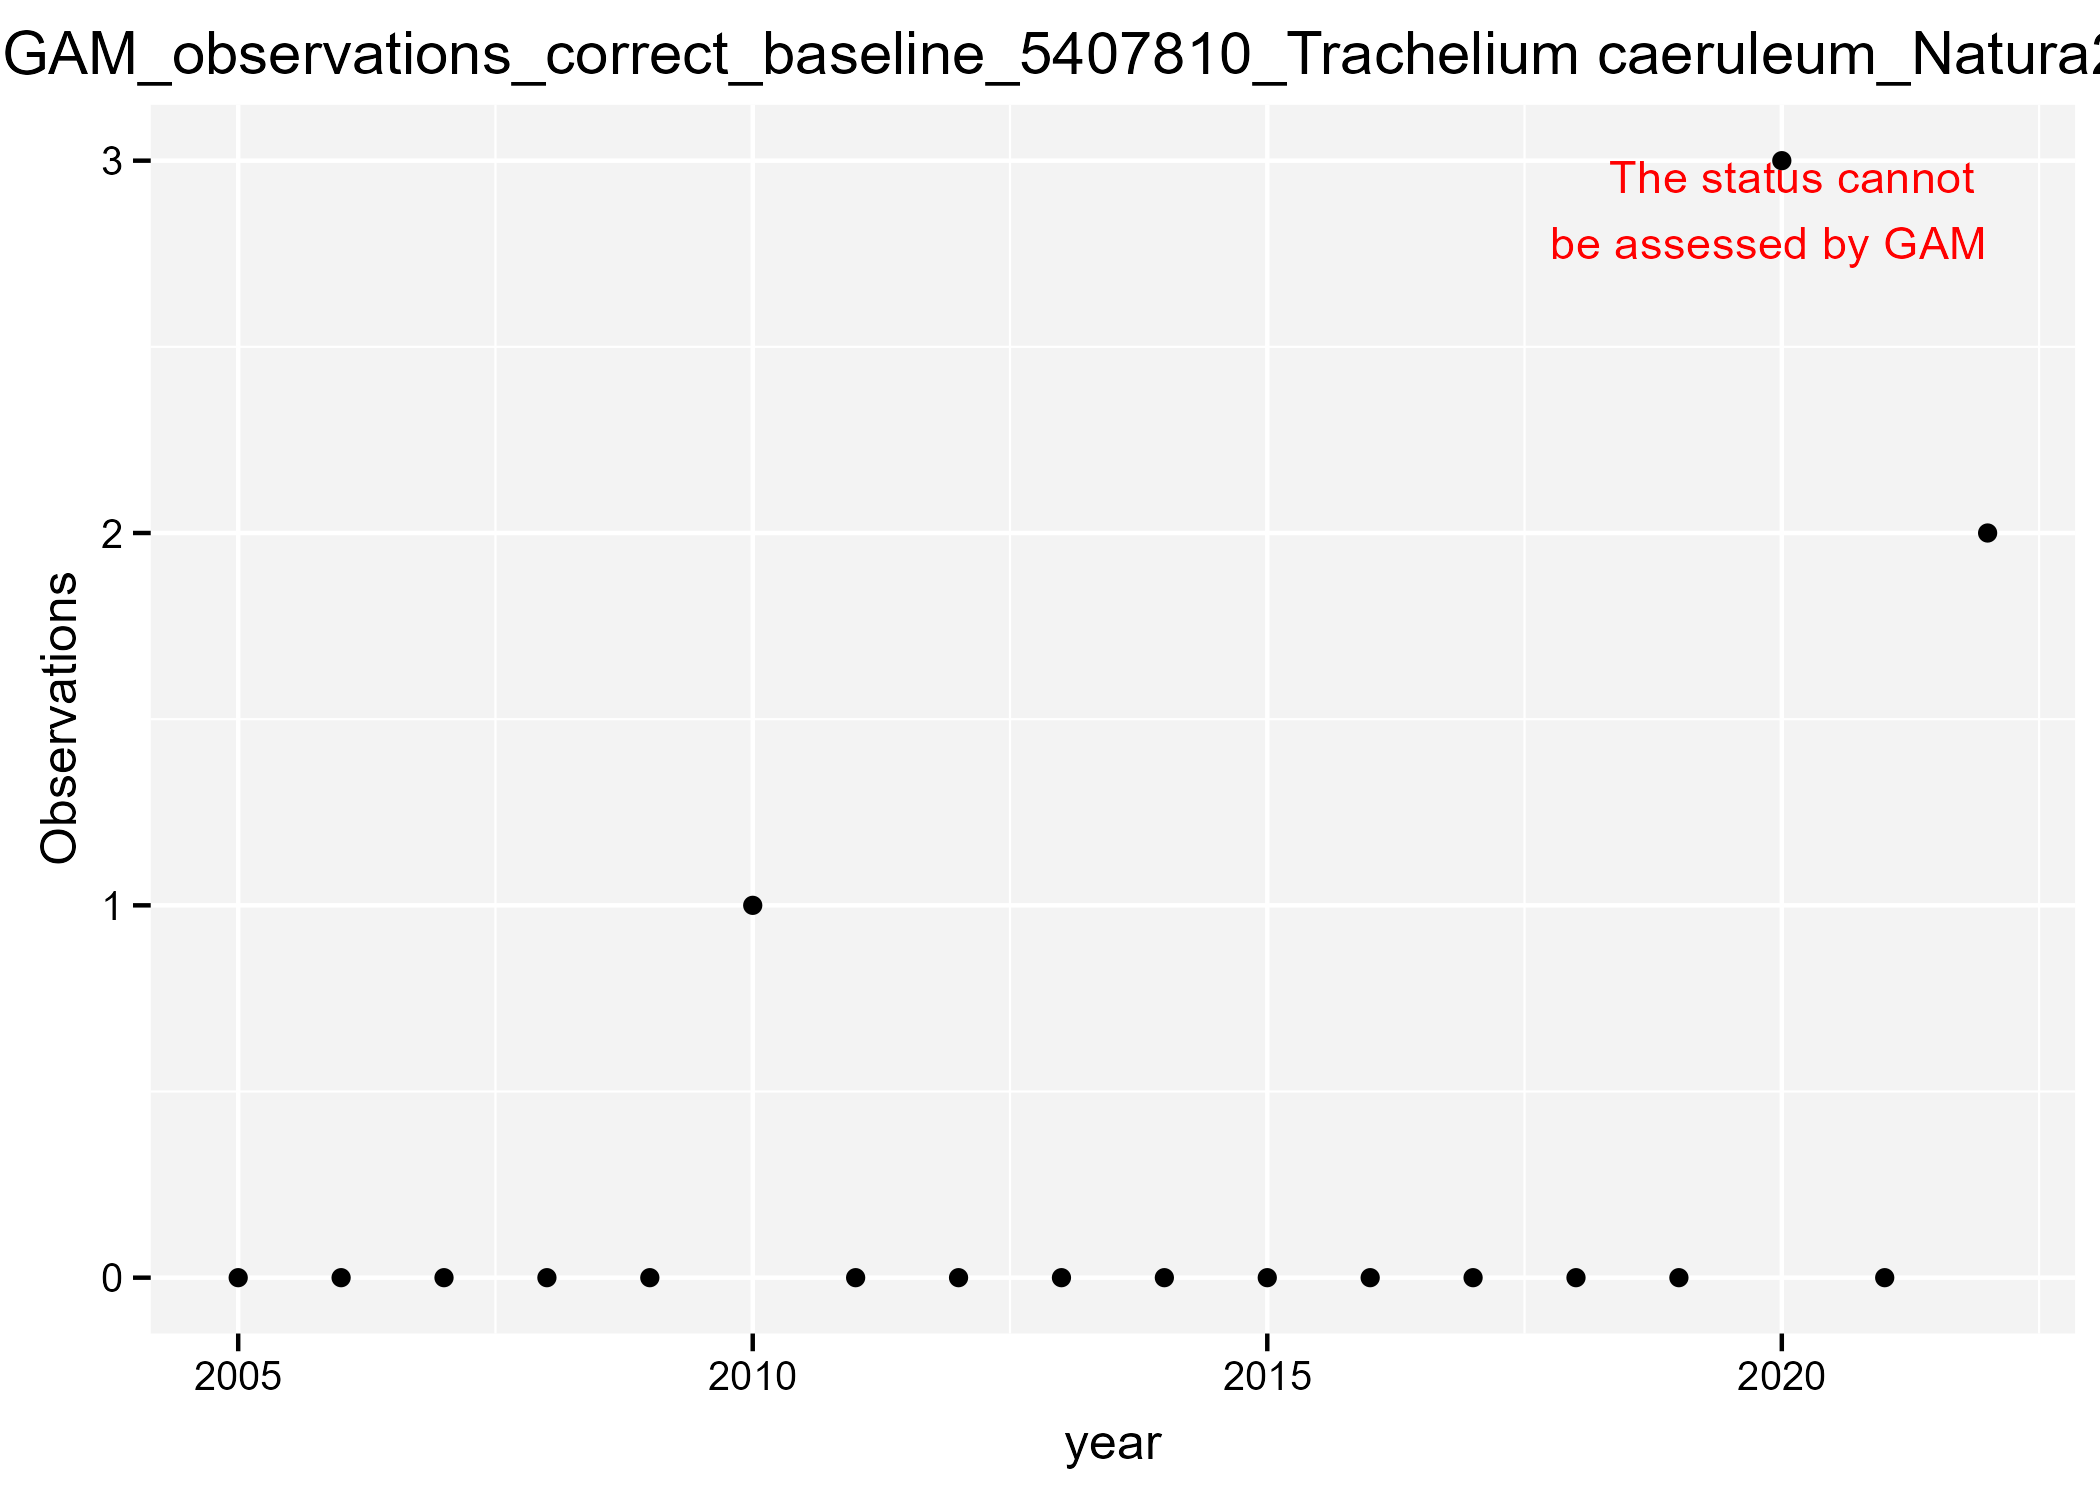 GAM_observations_correct_baseline_5407810_Trachelium caeruleum_Natura2
3
The status cannot
be assessed by GAM
2
Observations
1
0
2005 2010 2015 2020
year